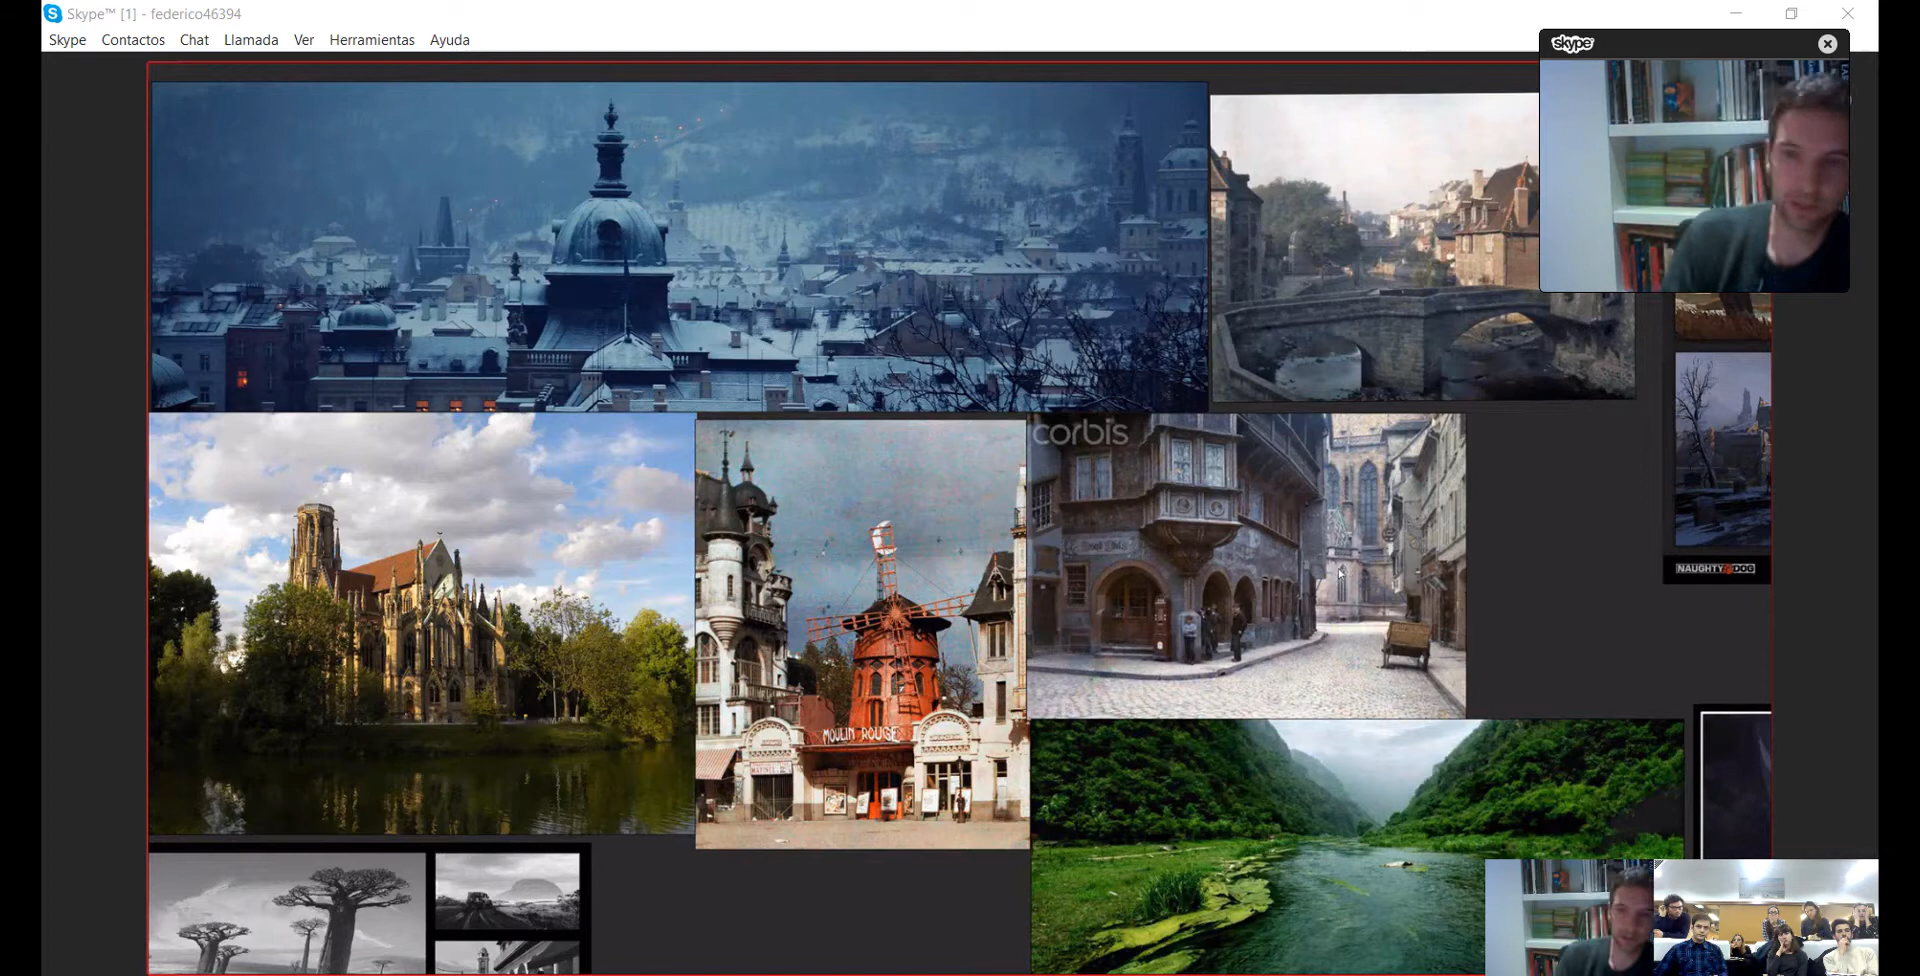 Skype™ [1] - federico46394
Skype Contactos Chat Llamada Ver Herramientas Ayuda
skype
corbis
MOULIN ROUGE
NAUGHTY DOG